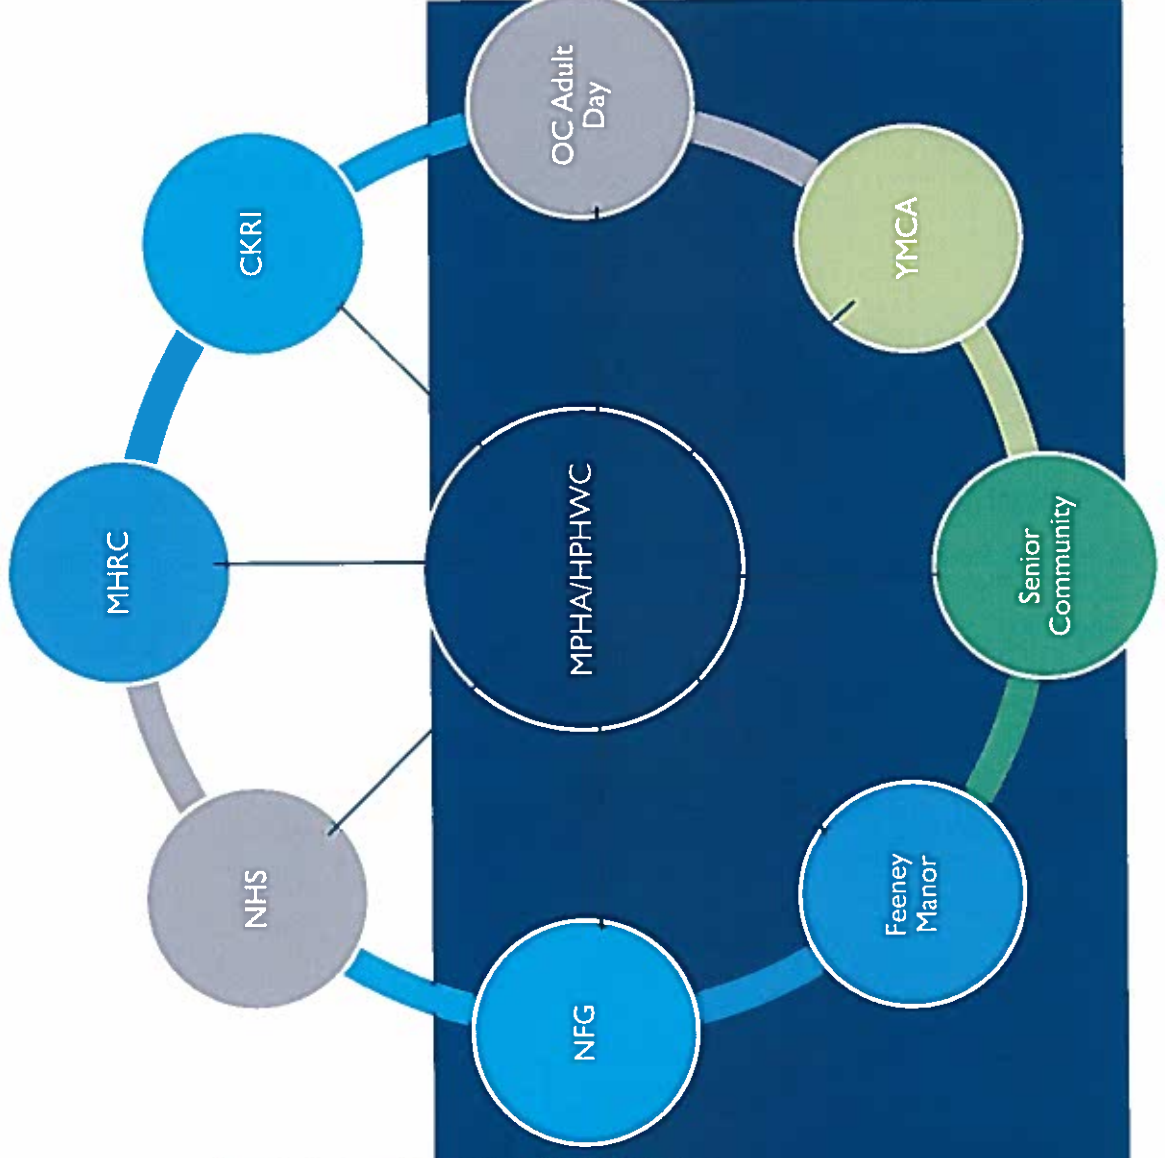 MHRC
NHS
CKRI
NFG
MPHA/HPHWC
OC Adult
Day
Feeney
Manor
YMCA
Senior
Community